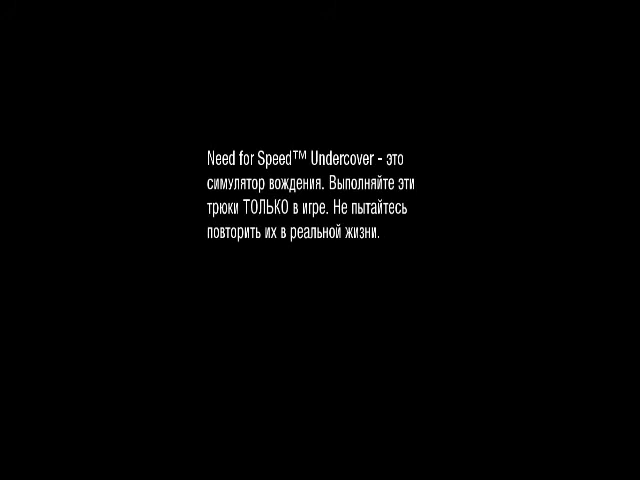 Need for Speed™ Undercover - это
симулятор вождения. Выполняйте эти
трюки ТОЛЬКО в игре. Не пытайтесь
повторить их в реальной жизни.